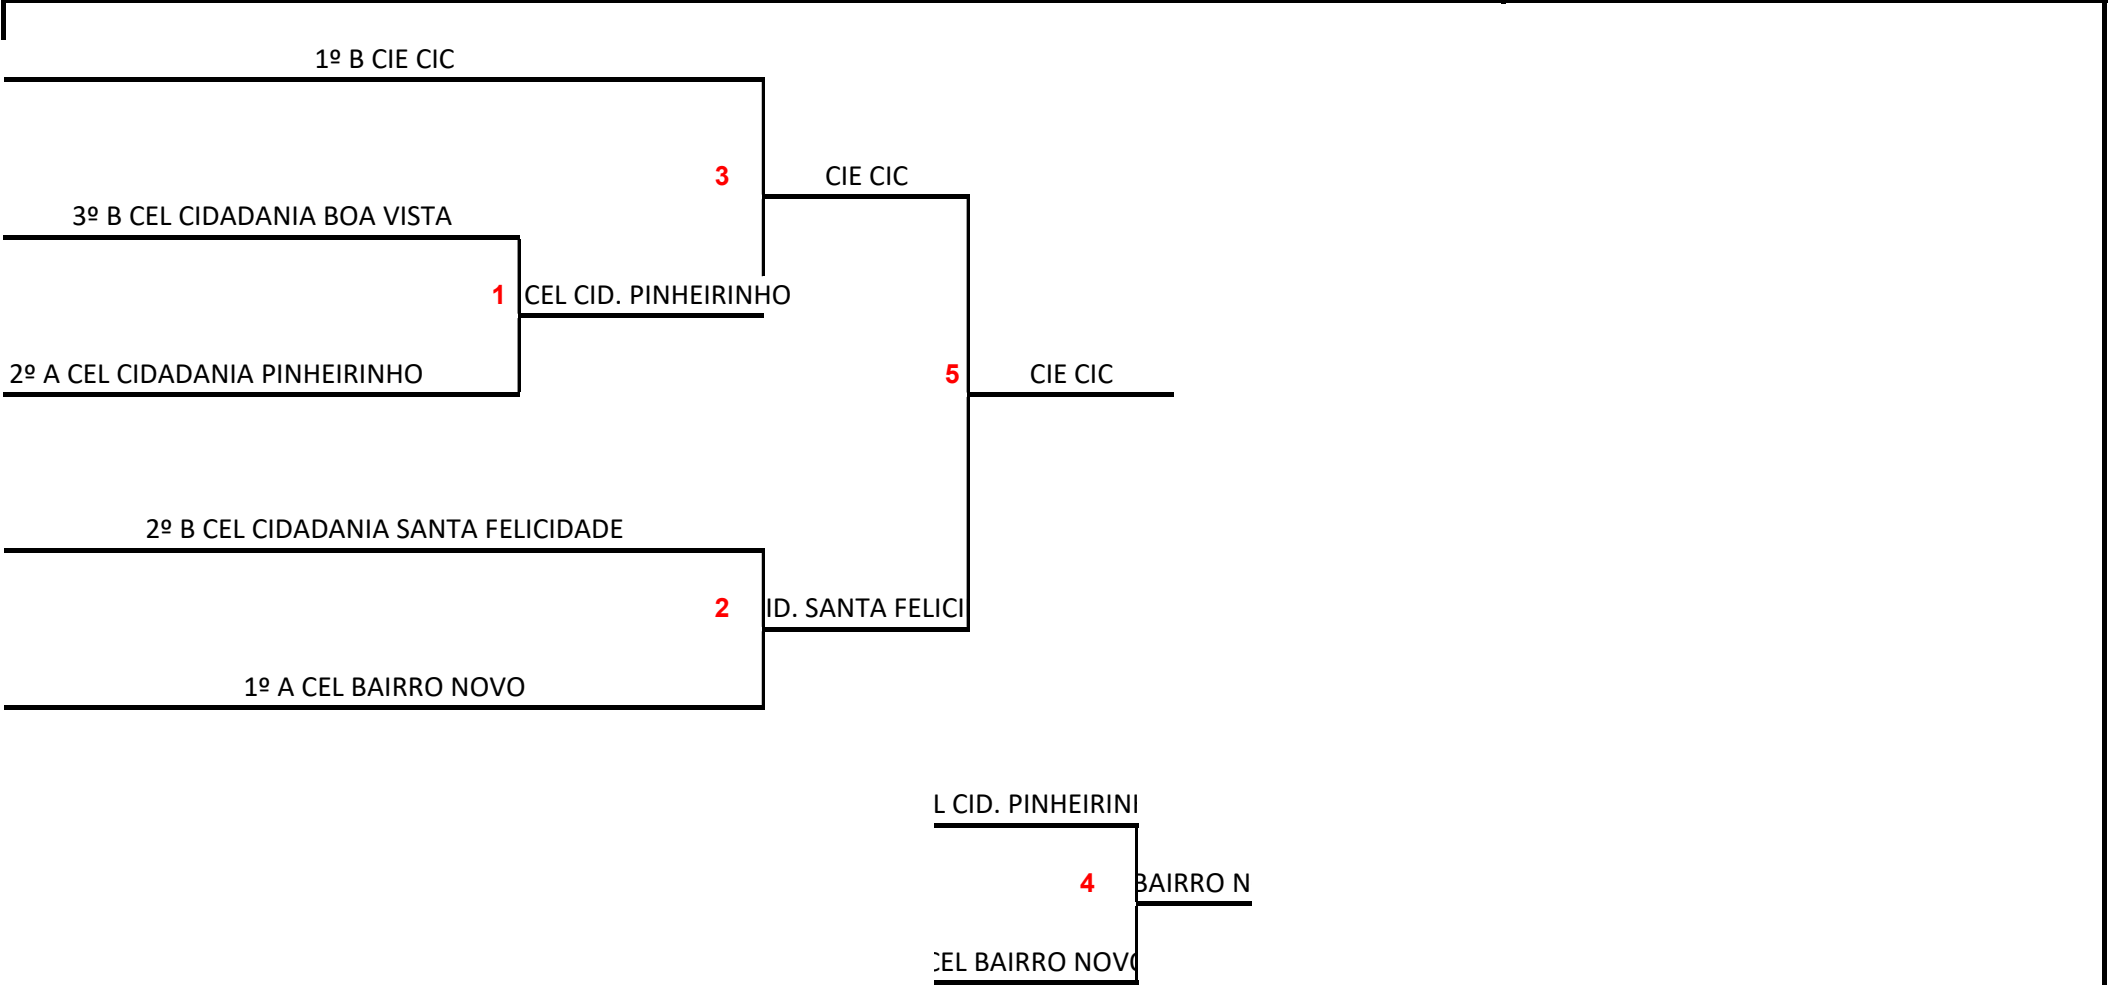 1º B CIE CIC
3 CIE CIC
3º B CEL CIDADANIA BOA VISTA
1 CEL CID. PINHEIRINHO
2º A CEL CIDADANIA PINHEIRINHO
5 CIE CIC
2º B CEL CIDADANIA SANTA FELICIDADE
2 ID. SANTA FELICI
1º A CEL BAIRRO NOVO
L CID. PINHEIRIN
4 BAIRRO N
CEL BAIRRO NOVO